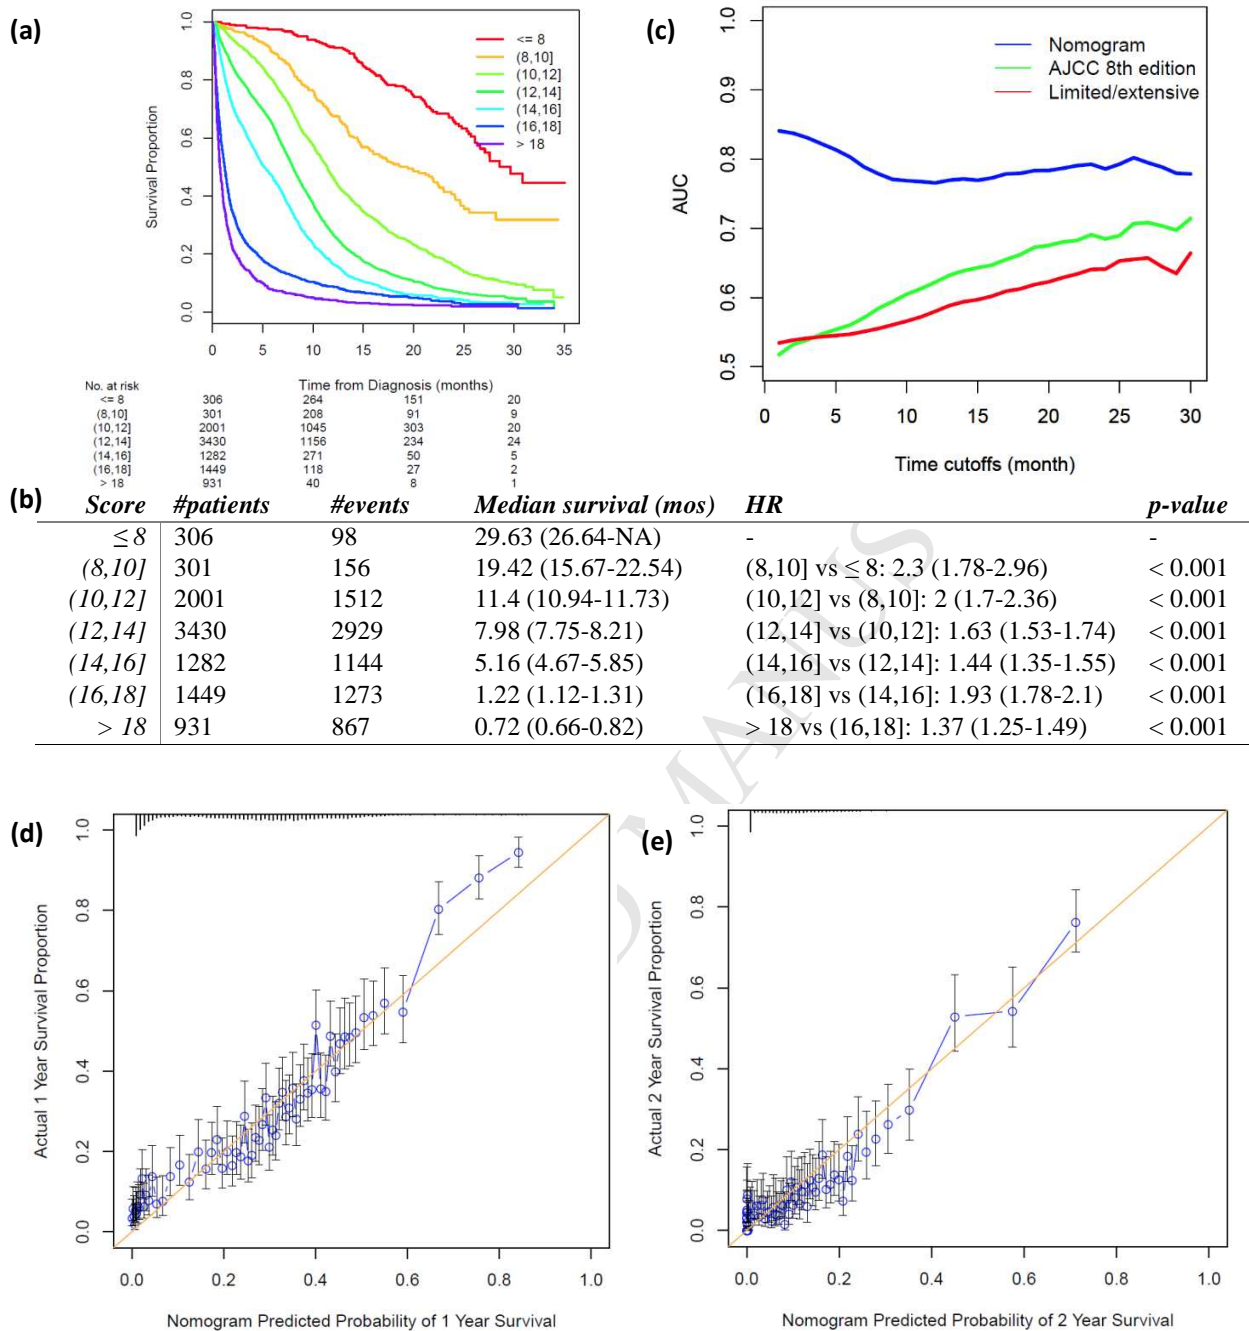 (a)
1.0
0.8
0.6
0.4
0.2
0.0
Survival Proportion
<= 8
(8,10]
(10,12]
(12,14]
(14,16]
(16,18]
> 18
0 5 10 15 20 25 30 35
Time from Diagnosis (months)
No. at risk
<= 8 306 264 151 20
(8,10] 301 208 91 9
(10,12] 2001 1045 303 20
(12,14] 3430 1156 234 24
(14,16] 1282 271 50 5
(16,18] 1449 118 27 2
> 18 931 40 8 1
(c)
1.0
0.9
0.8
0.7
0.6
0.5
AUC
Nomogram
AJCC 8th edition
Limited/extensive
0 5 10 15 20 25 30
Time cutoffs (month)
(b)
Score #patients #events Median survival (mos) HR p-value
≤ 8 306 98 29.63 (26.64-NA) - -
(8,10] 301 156 19.42 (15.67-22.54) (8,10] vs ≤ 8: 2.3 (1.78-2.96) < 0.001
(10,12] 2001 1512 11.4 (10.94-11.73) (10,12] vs (8,10]: 2 (1.7-2.36) < 0.001
(12,14] 3430 2929 7.98 (7.75-8.21) (12,14] vs (10,12]: 1.63 (1.53-1.74) < 0.001
(14,16] 1282 1144 5.16 (4.67-5.85) (14,16] vs (12,14]: 1.44 (1.35-1.55) < 0.001
(16,18] 1449 1273 1.22 (1.12-1.31) (16,18] vs (14,16]: 1.93 (1.78-2.1) < 0.001
> 18 931 867 0.72 (0.66-0.82) > 18 vs (16,18]: 1.37 (1.25-1.49) < 0.001
(d)
1.0
0.8
0.6
0.4
0.2
0.0
Actual 1 Year Survival Proportion
0.0 0.2 0.4 0.6 0.8 1.0
Nomogram Predicted Probability of 1 Year Survival
(e)
1.0
0.8
0.6
0.4
0.2
0.0
Actual 2 Year Survival Proportion
0.0 0.2 0.4 0.6 0.8 1.0
Nomogram Predicted Probability of 2 Year Survival